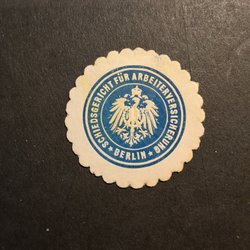 SCHIEDSGERICHT FÜR ARBEITERVERSICHERUNG
* BERLIN *